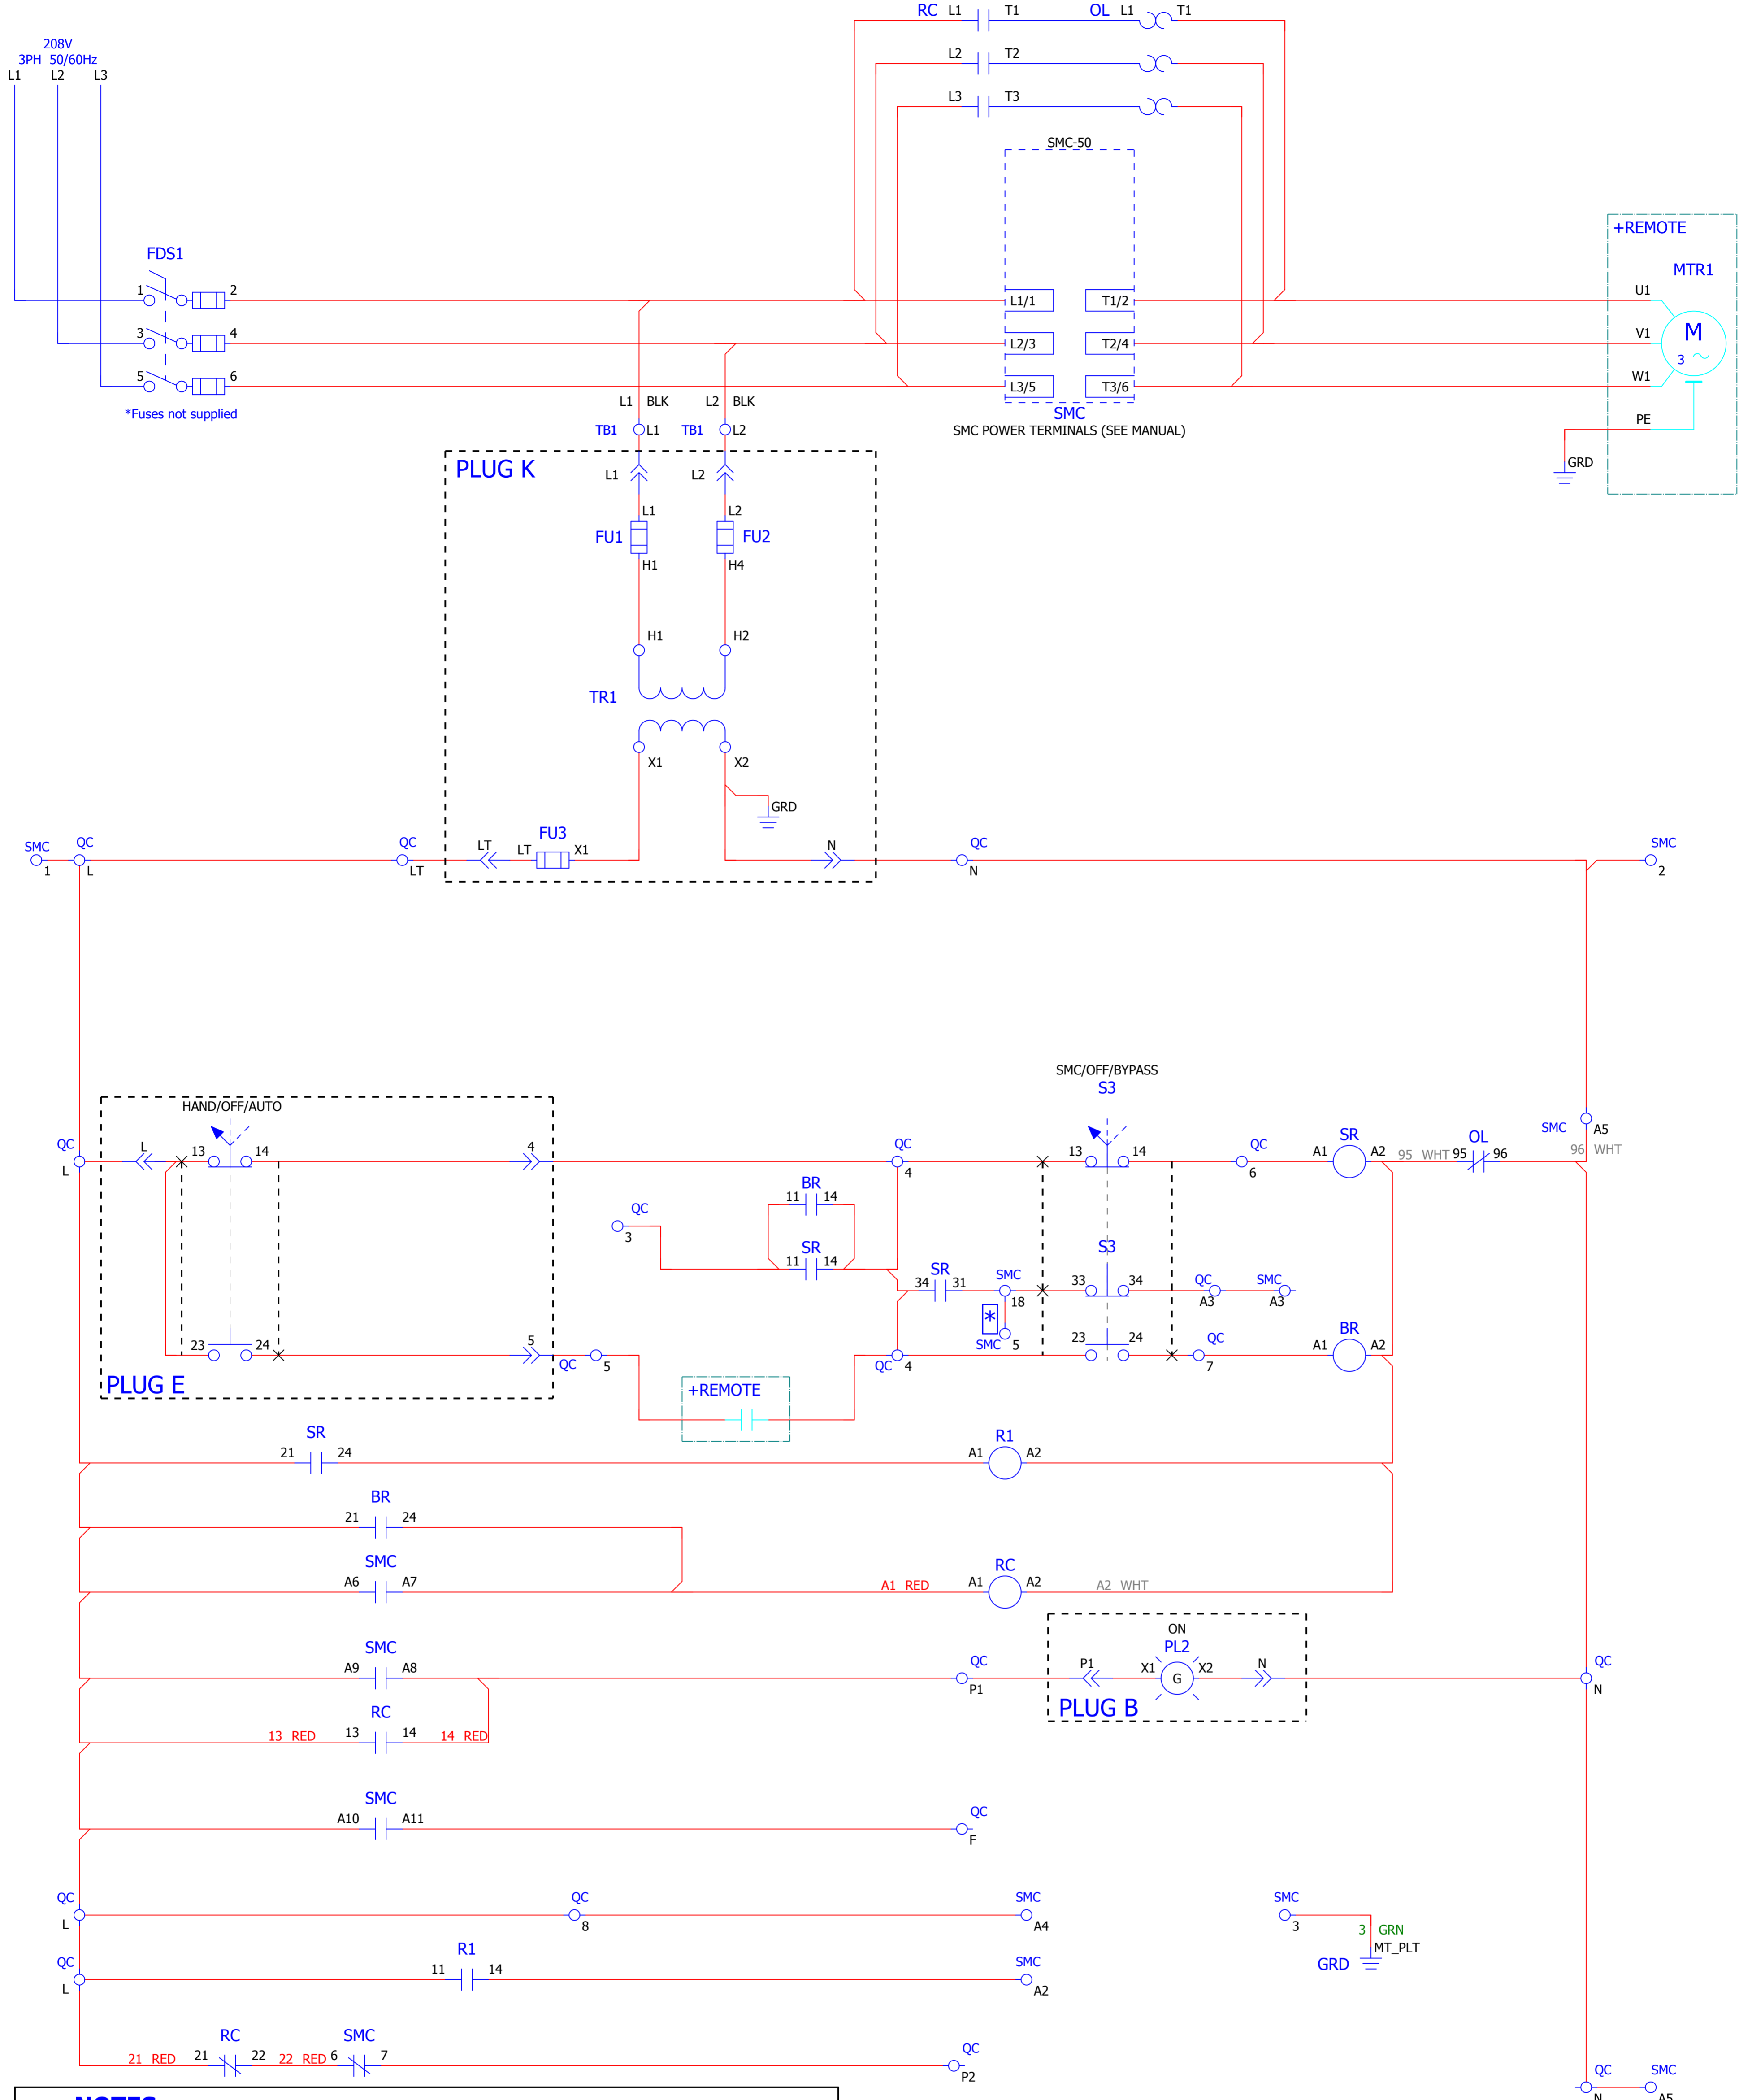 RC L1 T1 OL L1 T1
208V
3PH 50/60Hz
L1 L2 L3
L2 T2
L3 T3
SMC-50
+REMOTE
FDS1
MTR1
1 2
L1/1 T1/2
U1
3 4
L2/3 T2/4
V1
M
3
5 6
L3/5 T3/6
W1
*Fuses not supplied
L1 BLK L2 BLK
SMC
SMC POWER TERMINALS (SEE MANUAL)
PE
TB1 L1 TB1 L2
GRD
PLUG K
L1 L2
L1 L2
FU1 FU2
H1 H4
H1 H2
TR1
X1 X2
GRD
SMC QC QC LT LT FU3 X1 N QC SMC
1 L LT N 2
SMC/OFF/BYPASS
S3
HAND/OFF/AUTO
QC L 13 14 4 QC 13 14 QC A1 SR A2 95 WHT 95 OL 96 SMC A5
96 WHT
L 4 6
BR
11 14
QC
3
SR
11 14
S3
SR
34 31 SMC 33 34 QC SMC
18 A3 A3
*
SMC 5
23 24 5 QC 5 QC 4 23 24 QC 7 A1 BR A2
PLUG E
+REMOTE
SR
21 24
R1
A1 A2
BR
21 24
SMC
A6 A7
A1 RED A1 RC A2 A2 WHT
ON
PL2
SMC
A9 A8
QC
P1
P1 X1 G X2 N
QC
N
PLUG B
RC
13 RED 13 14 14 RED
SMC
A10 A11
QC
F
QC QC SMC SMC
L 8 A4 3
3 GRN
MT_PLT
GRD
QC R1 SMC
L 11 14 A2
RC SMC
21 RED 21 22 22 RED 6 7
QC
P2
QC SMC
N A5
NOTES